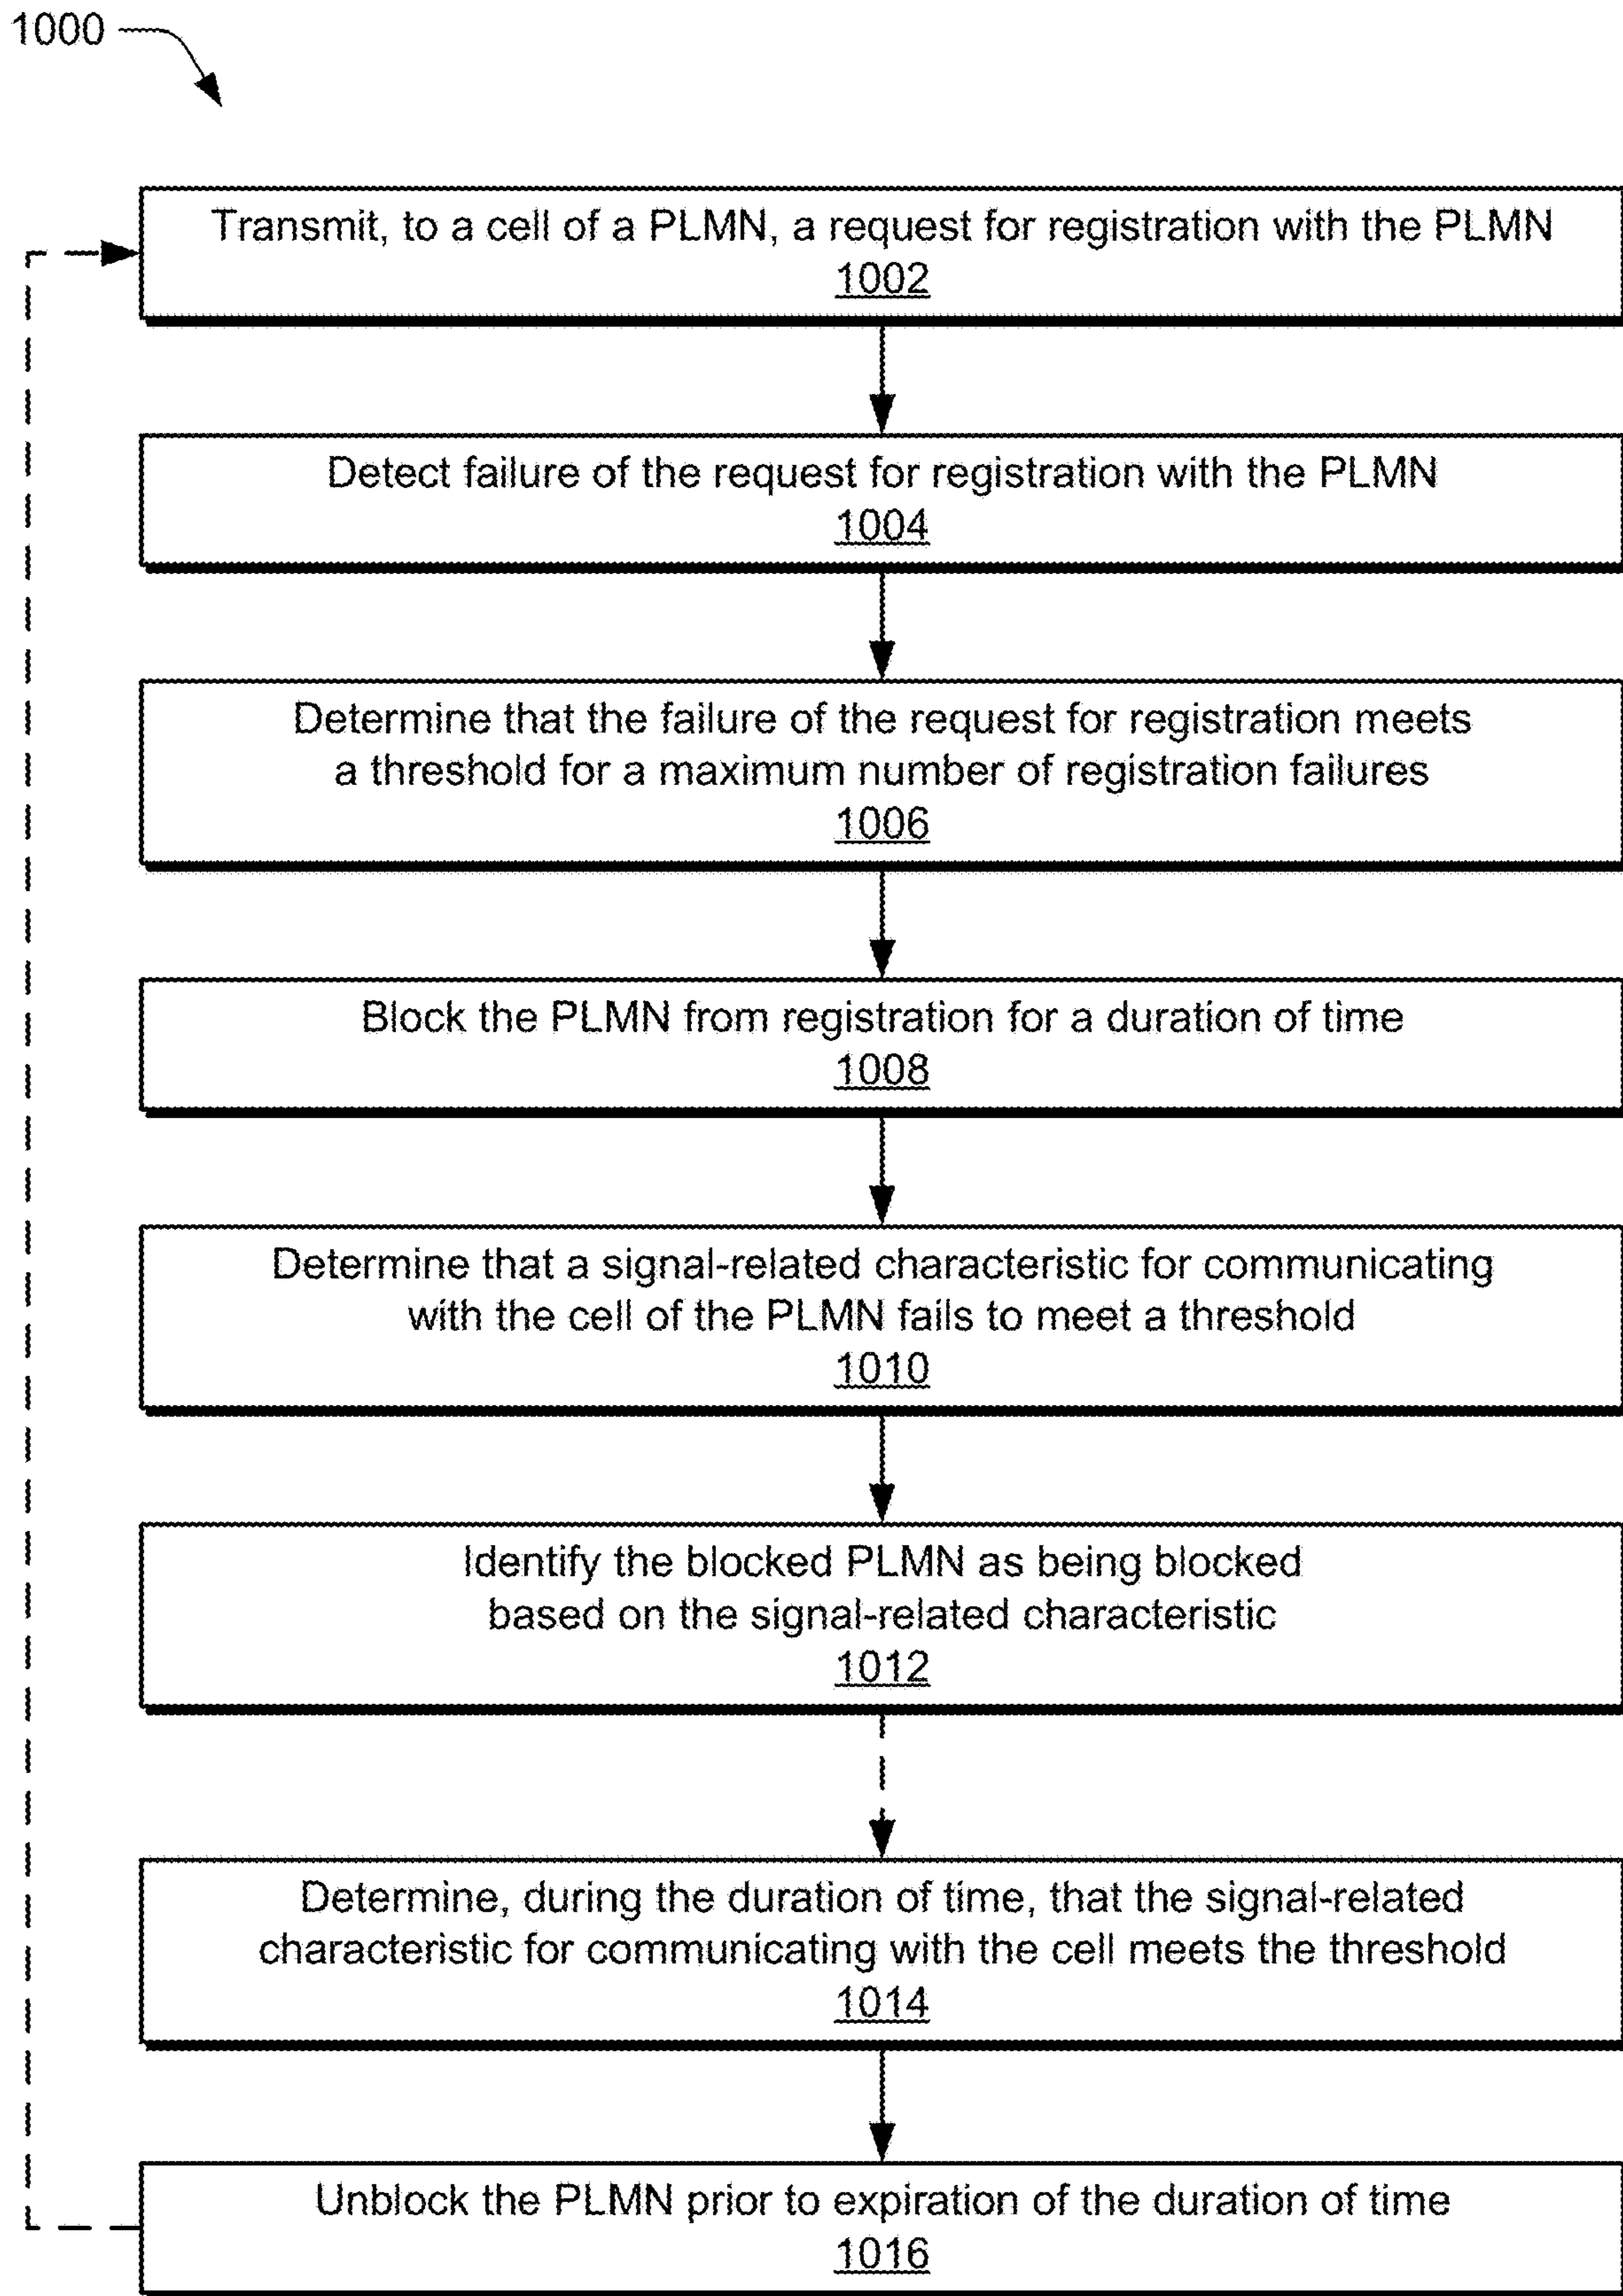 1000
Transmit, to a cell of a PLMN, a request for registration with the PLMN
1002
Detect failure of the request for registration with the PLMN
1004
Determine that the failure of the request for registration meets
a threshold for a maximum number of registration failures
1006
Block the PLMN from registration for a duration of time
1008
Determine that a signal-related characteristic for communicating
with the cell of the PLMN fails to meet a threshold
1010
Identify the blocked PLMN as being blocked
based on the signal-related characteristic
1012
Determine, during the duration of time, that the signal-related
characteristic for communicating with the cell meets the threshold
1014
Unblock the PLMN prior to expiration of the duration of time
1016